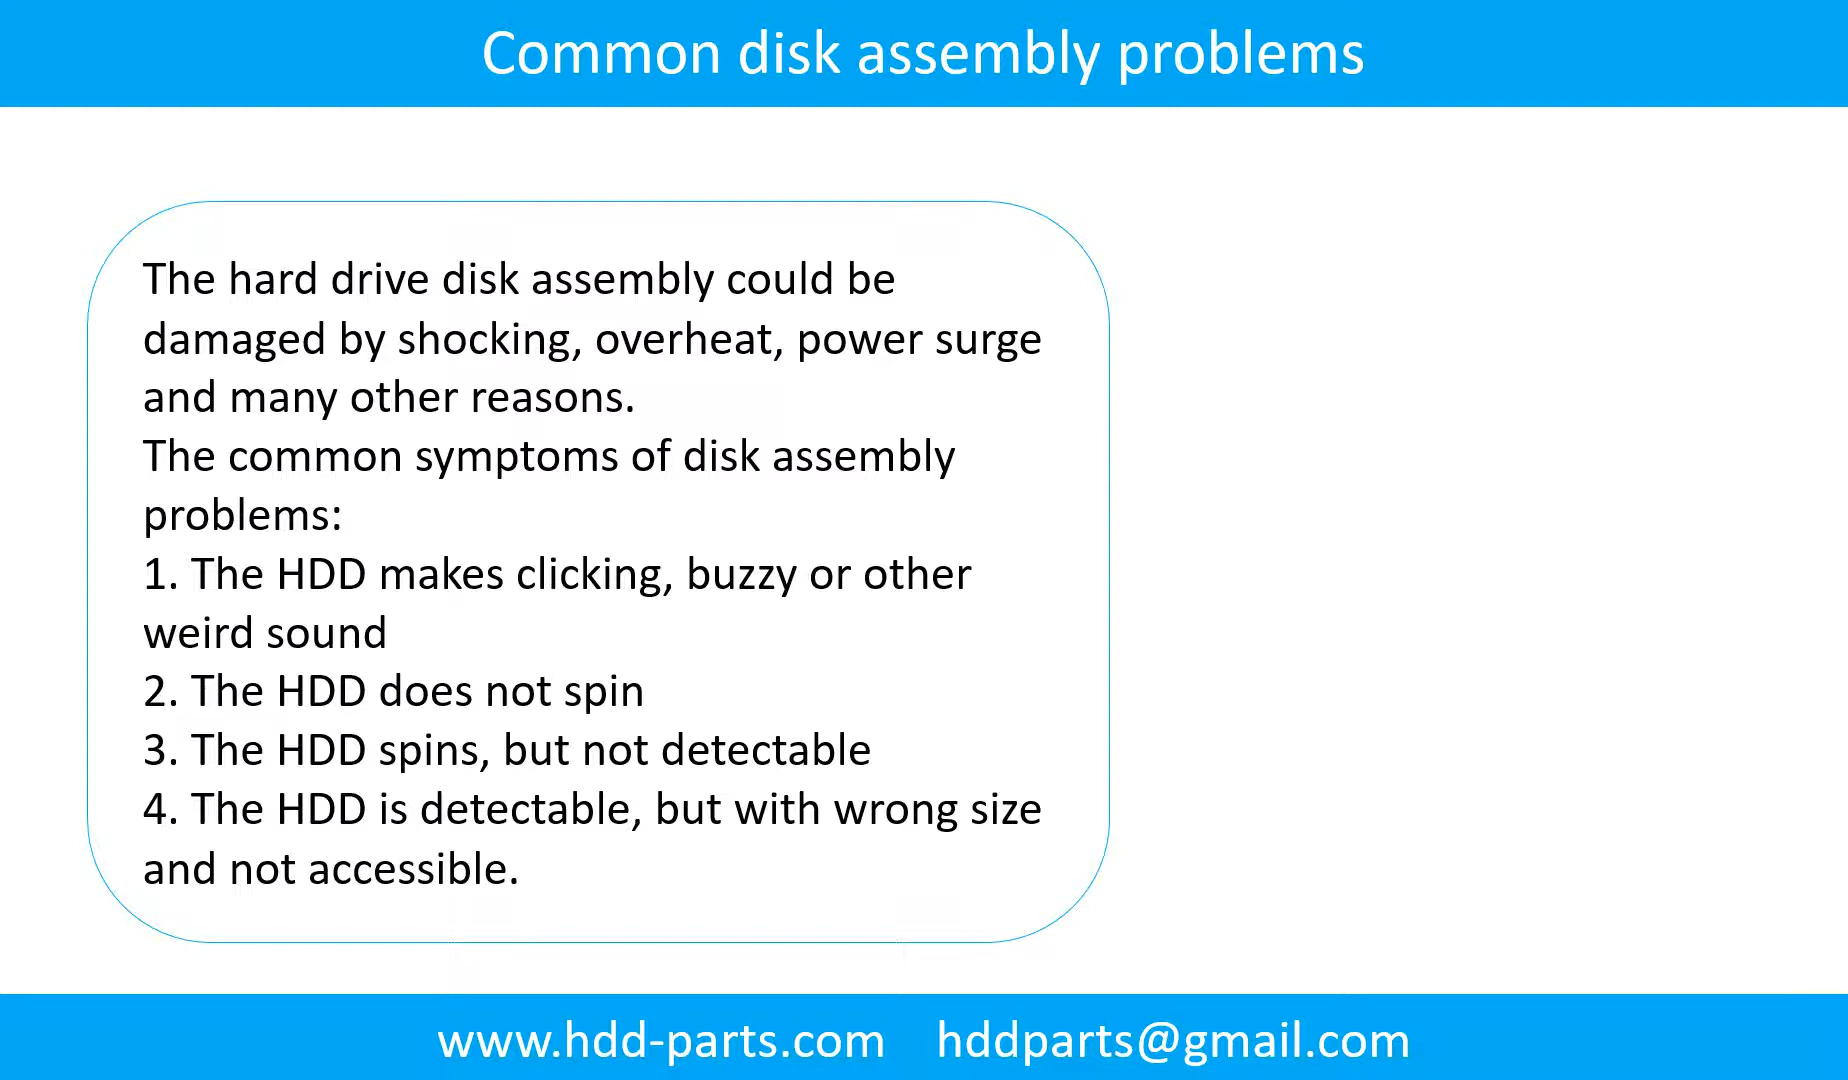 Common disk assembly problems
The hard drive disk assembly could be
damaged by shocking, overheat, power surge
and many other reasons.
The common symptoms of disk assembly
problems:
1. The HDD makes clicking, buzzy or other
weird sound
2. The HDD does not spin
3. The HDD spins, but not detectable
4. The HDD is detectable, but with wrong size
and not accessible.
www.hdd-parts.com hddparts@gmail.com